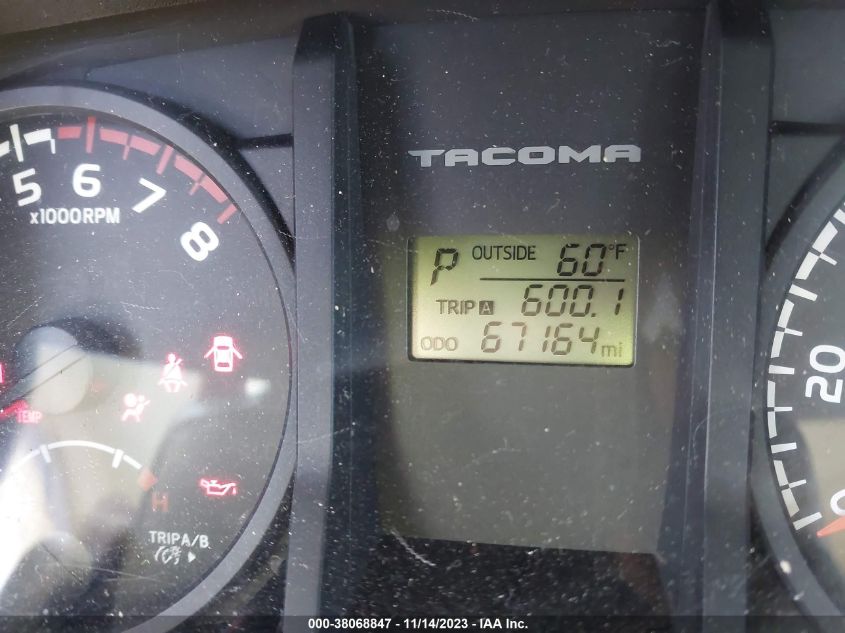 TACOMA
5 6 7 8
x1000RPM
P OUTSIDE 60°F
TRIP A 600.1
ODO 67164 mi
20
0
TEMP
H
TRIP A/B
000-38068847 - 11/14/2023 - IAA Inc.